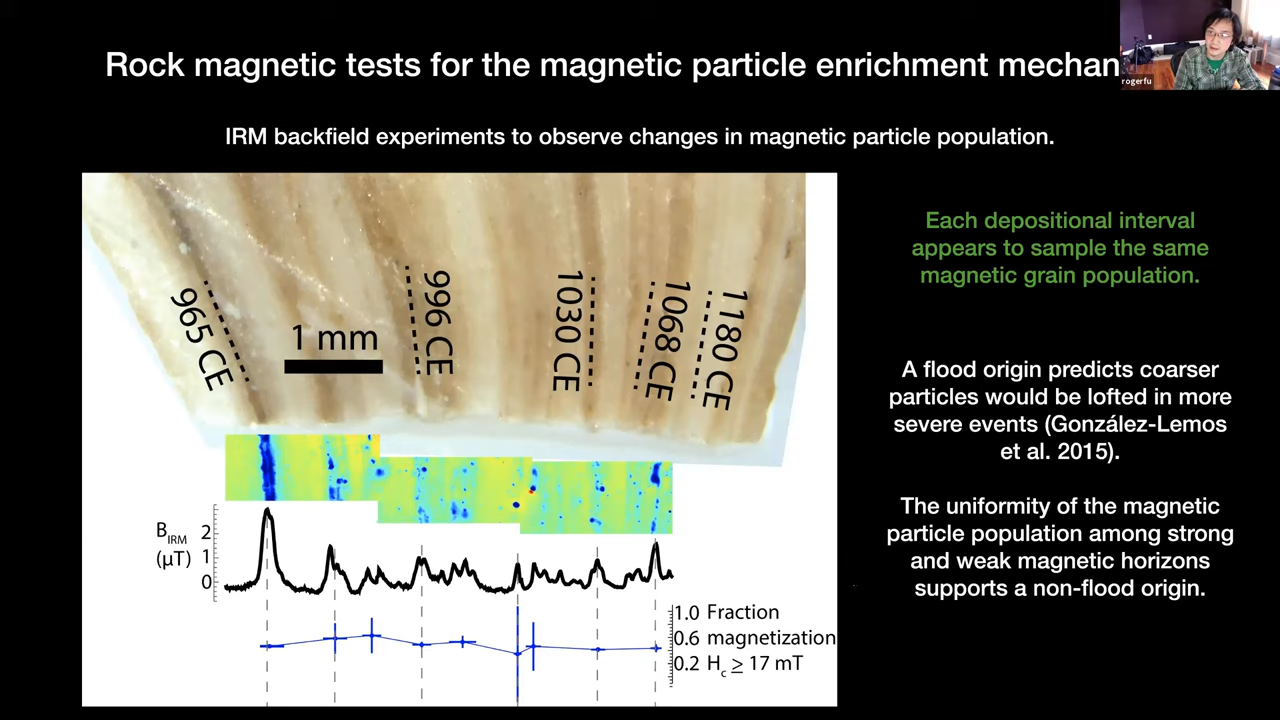 Rock magnetic tests for the magnetic particle enrichment mechan
rogerfu
IRM backfield experiments to observe changes in magnetic particle population.
965 CE
1 mm
996 CE
1030 CE
1068 CE
1180 CE
Each depositional interval
appears to sample the same
magnetic grain population.
A flood origin predicts coarser
particles would be lofted in more
severe events (González-Lemos
et al. 2015).
The uniformity of the magnetic
particle population among strong
and weak magnetic horizons
supports a non-flood origin.
B_IRM
(μT)
2
1
0
1.0 Fraction
0.6 magnetization
0.2 H_c ≥ 17 mT